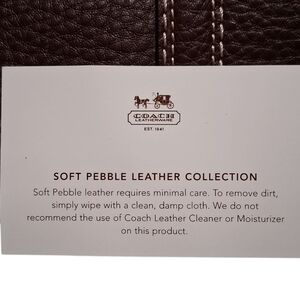 COACH
LEATHERWARE
EST. 1941
SOFT PEBBLE LEATHER COLLECTION
Soft Pebble leather requires minimal care. To remove dirt,
simply wipe with a clean, damp cloth. We do not
recommend the use of Coach Leather Cleaner or Moisturizer
on this product.